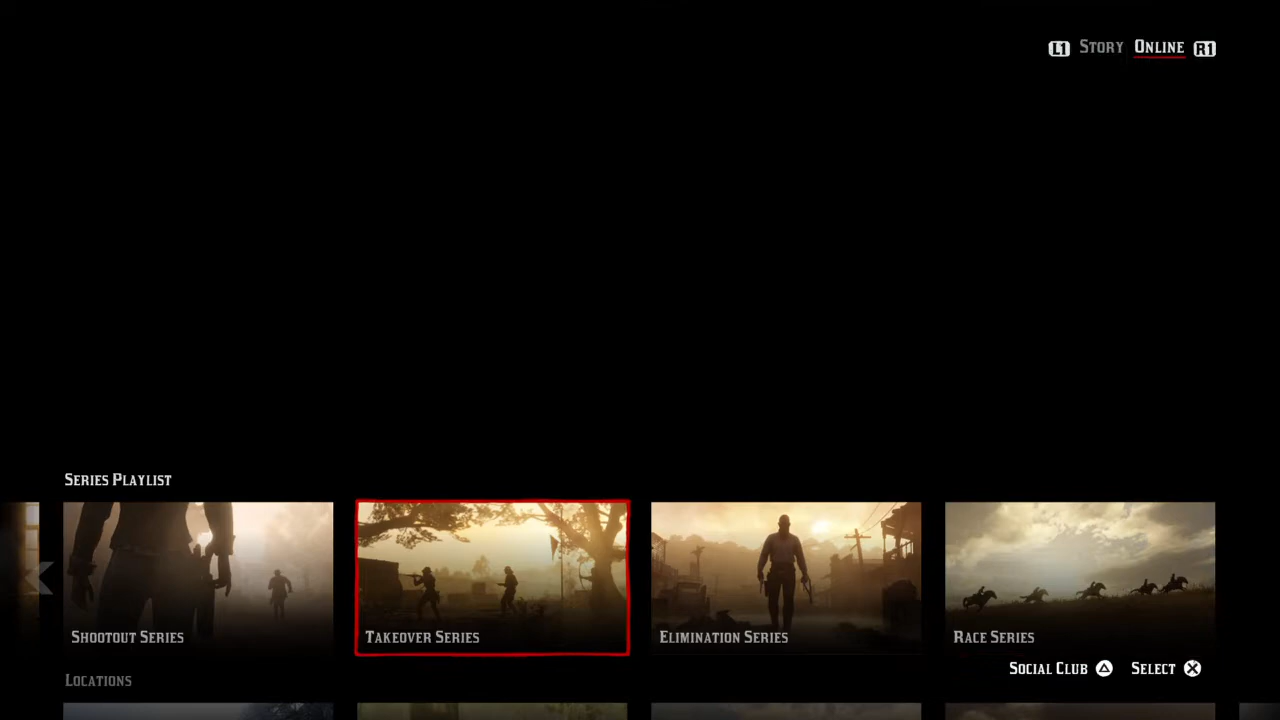 L1 Story Online R1
Series Playlist
Shootout Series
Takeover Series
Elimination Series
Race Series
Social Club Select
Locations